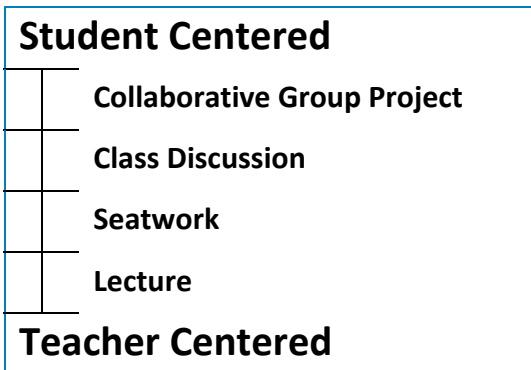 Student Centered
Collaborative Group Project
Class Discussion
Seatwork
Lecture
Teacher Centered